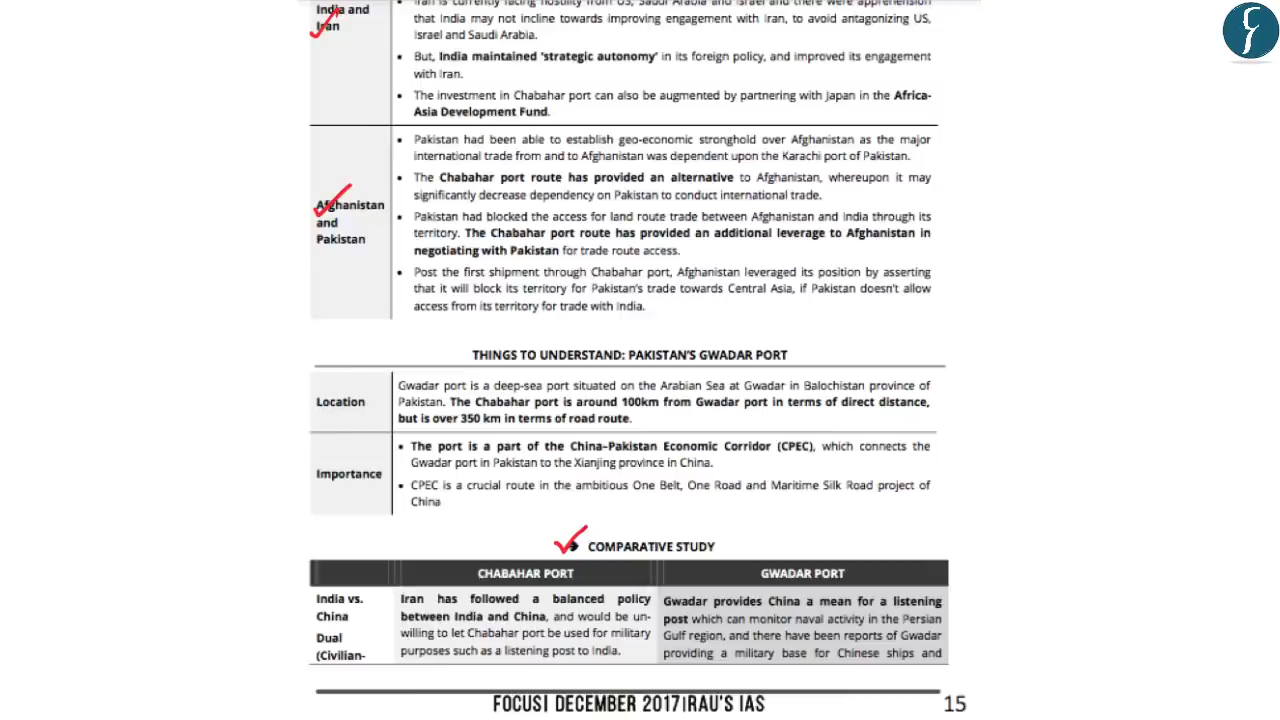 India and
Iran
• Iran is currently facing hostility from US, Saudi Arabia and Israel and there were apprehension
that India may not incline towards improving engagement with Iran, to avoid antagonizing US,
Israel and Saudi Arabia.
• But, India maintained 'strategic autonomy' in its foreign policy, and improved its engagement
with Iran.
• The investment in Chabahar port can also be augmented by partnering with Japan in the Africa-
Asia Development Fund.
Afghanistan
and
Pakistan
• Pakistan had been able to establish geo-economic stronghold over Afghanistan as the major
international trade from and to Afghanistan was dependent upon the Karachi port of Pakistan.
• The Chabahar port route has provided an alternative to Afghanistan, whereupon it may
significantly decrease dependency on Pakistan to conduct international trade.
• Pakistan had blocked the access for land route trade between Afghanistan and India through its
territory. The Chabahar port route has provided an additional leverage to Afghanistan in
negotiating with Pakistan for trade route access.
• Post the first shipment through Chabahar port, Afghanistan leveraged its position by asserting
that it will block its territory for Pakistan's trade towards Central Asia, if Pakistan doesn't allow
access from its territory for trade with India.
THINGS TO UNDERSTAND: PAKISTAN'S GWADAR PORT
Location
Gwadar port is a deep-sea port situated on the Arabian Sea at Gwadar in Balochistan province of
Pakistan. The Chabahar port is around 100km from Gwadar port in terms of direct distance,
but is over 350 km in terms of road route.
Importance
• The port is a part of the China–Pakistan Economic Corridor (CPEC), which connects the
Gwadar port in Pakistan to the Xianjing province in China.
• CPEC is a crucial route in the ambitious One Belt, One Road and Maritime Silk Road project of
China
COMPARATIVE STUDY
CHABAHAR PORT
GWADAR PORT
India vs.
China
Dual
(Civilian-
Iran has followed a balanced policy
between India and China, and would be un-
willing to let Chabahar port be used for military
purposes such as a listening post to India.
Gwadar provides China a mean for a listening
post which can monitor naval activity in the Persian
Gulf region, and there have been reports of Gwadar
providing a military base for Chinese ships and
FOCUS| DECEMBER 2017|RAU'S IAS
15